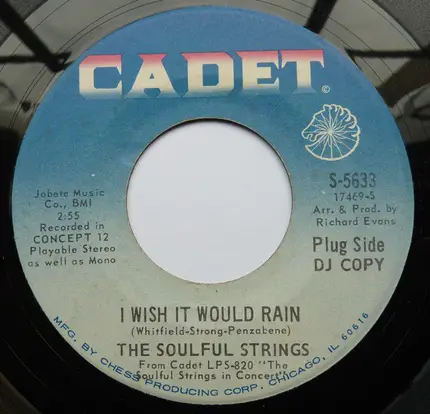 CADET
©
Jobete Music
Co., BMI
2:55
Recorded in
CONCEPT 12
Playable Stereo
as well as Mono
S-5633
17469-S
Arr. & Prod. by
Richard Evans
Plug Side
DJ COPY
I WISH IT WOULD RAIN
(Whitfield-Strong-Penzabene)
THE SOULFUL STRINGS
From Cadet LPS-820 "The
Soulful Strings in Concert"
MFG. BY CHESS PRODUCING CORP. CHICAGO, IL 60616